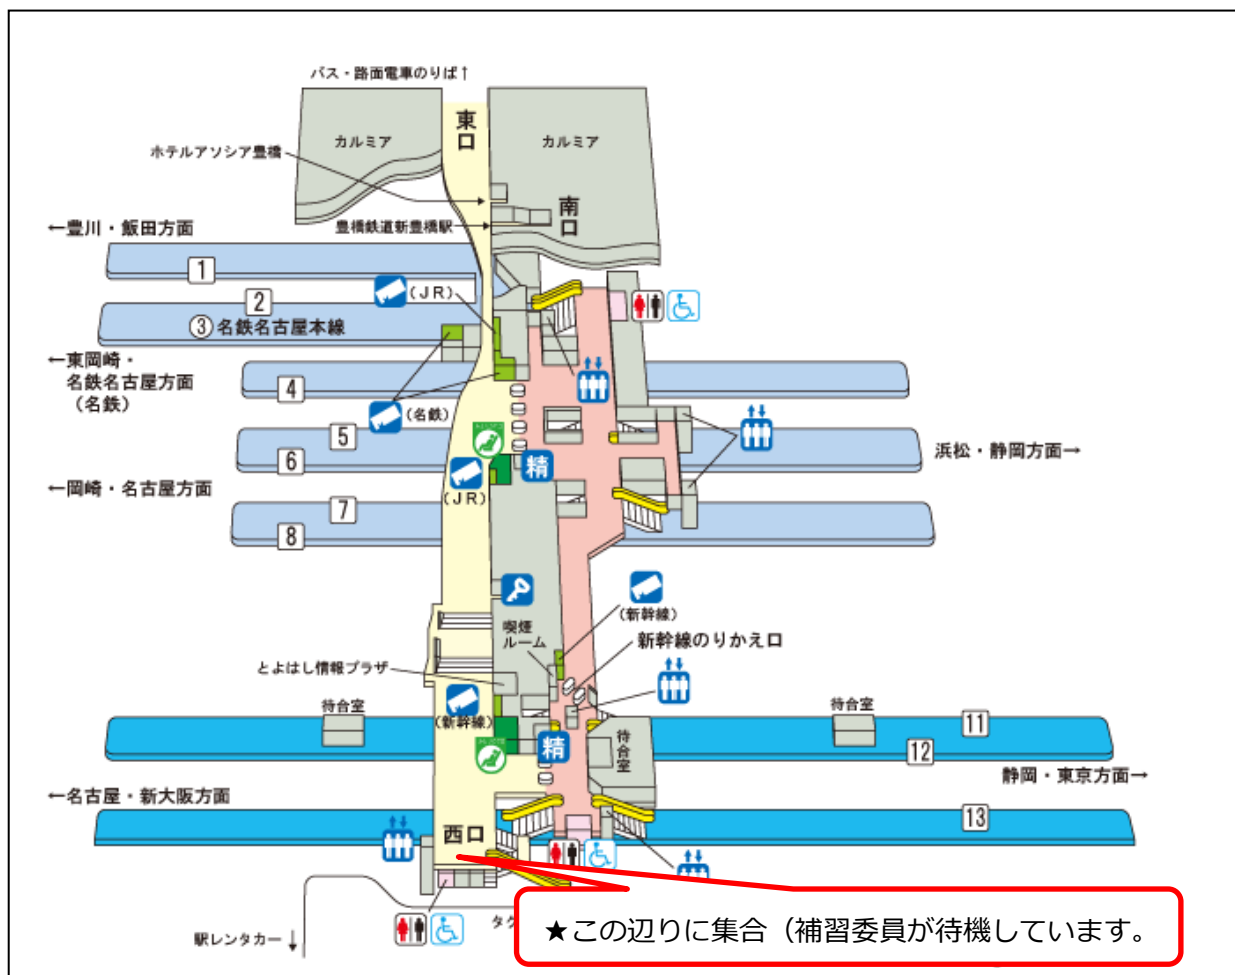 バス・路面電車のりば↑
東口
カルミア
カルミア
ホテルアソシア豊橋
南口
←豊川・飯田方面
豊橋鉄道新豊橋駅
1
2
(JR)
③名鉄名古屋本線
←東岡崎・
名鉄名古屋方面
(名鉄)
4
(名鉄)
5
6
精
浜松・静岡方面→
(JR)
←岡崎・名古屋方面
7
8
(新幹線)
喫煙
ルーム
新幹線のりかえ口
とよはし情報プラザ
待合室
(新幹線)
待合室
11
12
精
待合室
静岡・東京方面→
←名古屋・新大阪方面
13
西口
タク
駅レンタカー↓
★この辺りに集合（補習委員が待機しています。